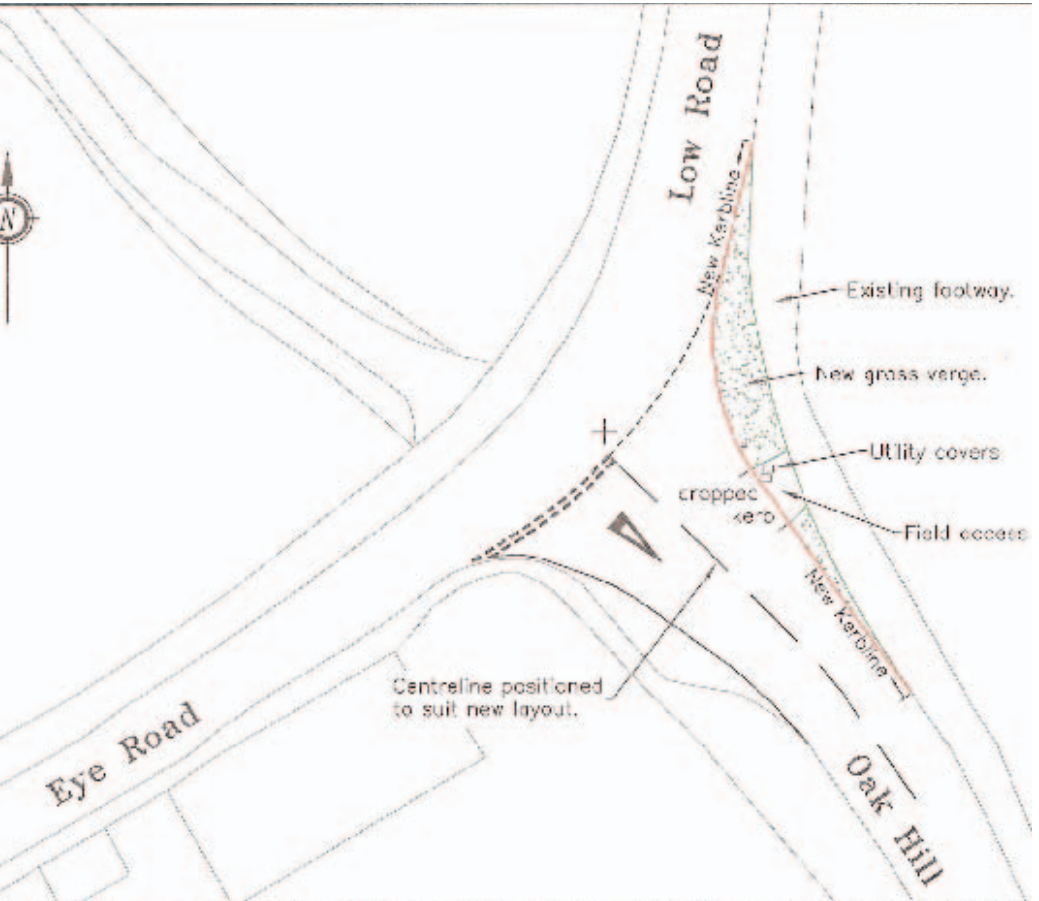 Low Road
N
New Kerbline
Existing footway.
New grass verge.
Utility covers
cropped
kero
Field access
New Kerbline
Centreline positioned
to suit new layout.
Eye Road
Oak Hill